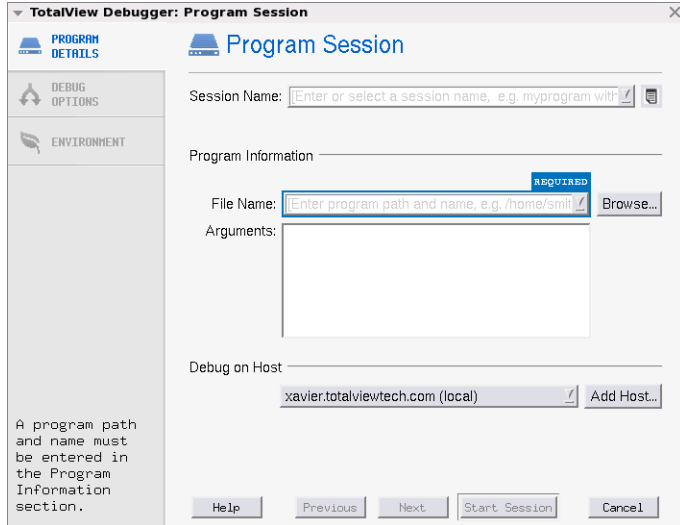 TotalView Debugger: Program Session
PROGRAM
DETAILS
DEBUG
OPTIONS
ENVIRONMENT
A program path
and name must
be entered in
the Program
Information
section.
Program Session
Session Name: [Enter or select a session name, e.g. myprogram with
Program Information
REQUIRED
File Name: [Enter program path and name, e.g. /home/smit Browse...
Arguments:
Debug on Host
xavier.totalviewtech.com (local) Add Host...
Help Previous Next Start Session Cancel